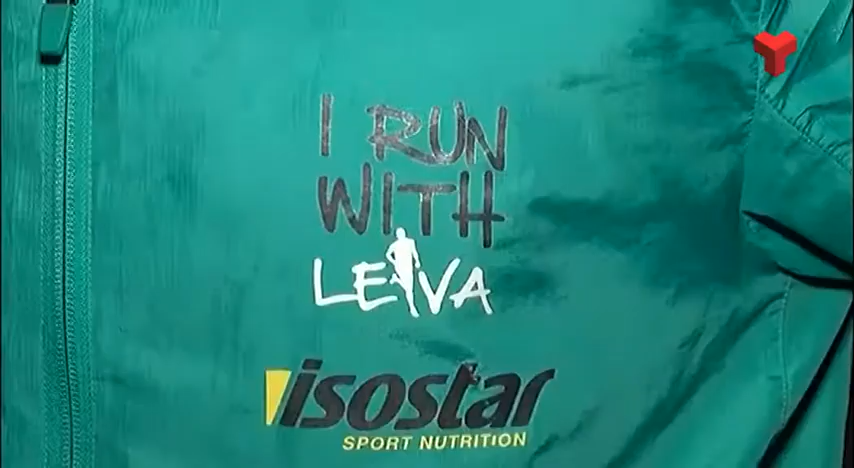 I RUN
WITH
LEIVA
isostar
SPORT NUTRITION